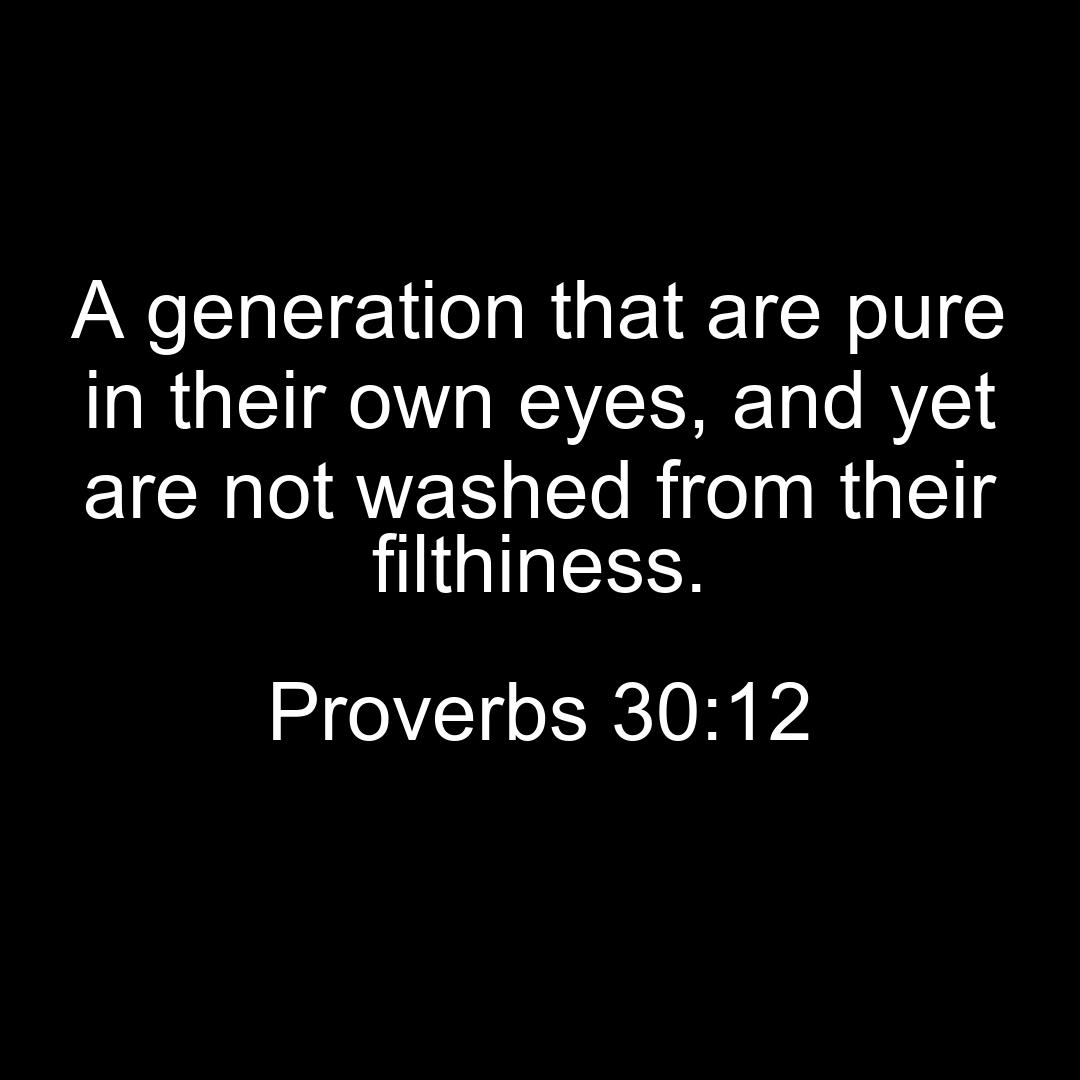 A generation that are pure
in their own eyes, and yet
are not washed from their
filthiness.
Proverbs 30:12